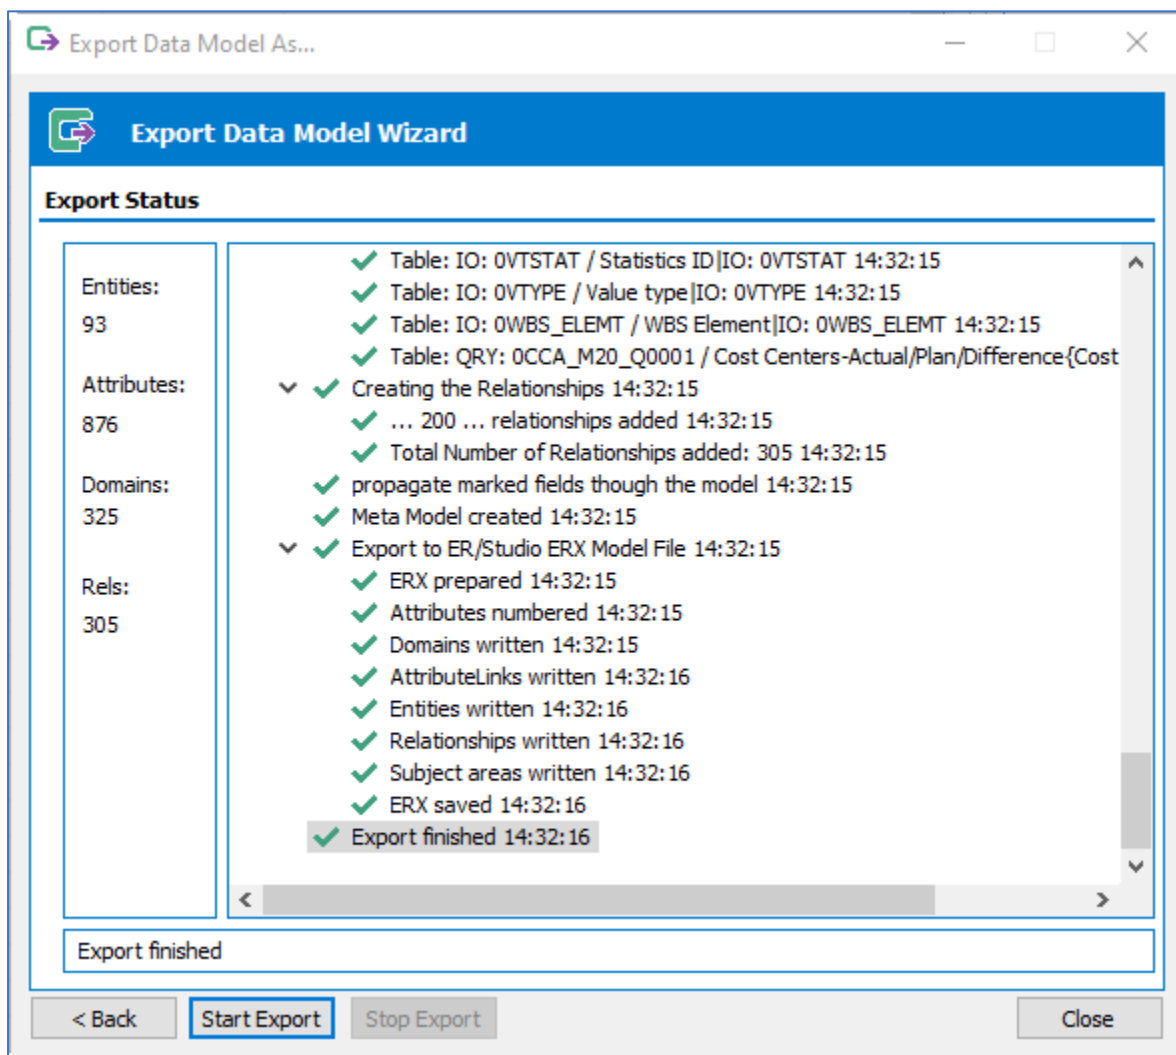 Export Data Model As...
Export Data Model Wizard
Export Status
Entities:
93
Attributes:
876
Domains:
325
Rels:
305
Table: IO: 0VTSTAT / Statistics ID|IO: 0VTSTAT 14:32:15
Table: IO: 0VTYPE / Value type|IO: 0VTYPE 14:32:15
Table: IO: 0WBS_ELEMT / WBS Element|IO: 0WBS_ELEMT 14:32:15
Table: QRY: 0CCA_M20_Q0001 / Cost Centers-Actual/Plan/Difference{Cost
Creating the Relationships 14:32:15
... 200 ... relationships added 14:32:15
Total Number of Relationships added: 305 14:32:15
propagate marked fields though the model 14:32:15
Meta Model created 14:32:15
Export to ER/Studio ERX Model File 14:32:15
ERX prepared 14:32:15
Attributes numbered 14:32:15
Domains written 14:32:15
AttributeLinks written 14:32:16
Entities written 14:32:16
Relationships written 14:32:16
Subject areas written 14:32:16
ERX saved 14:32:16
Export finished 14:32:16
Export finished
< Back
Start Export
Stop Export
Close